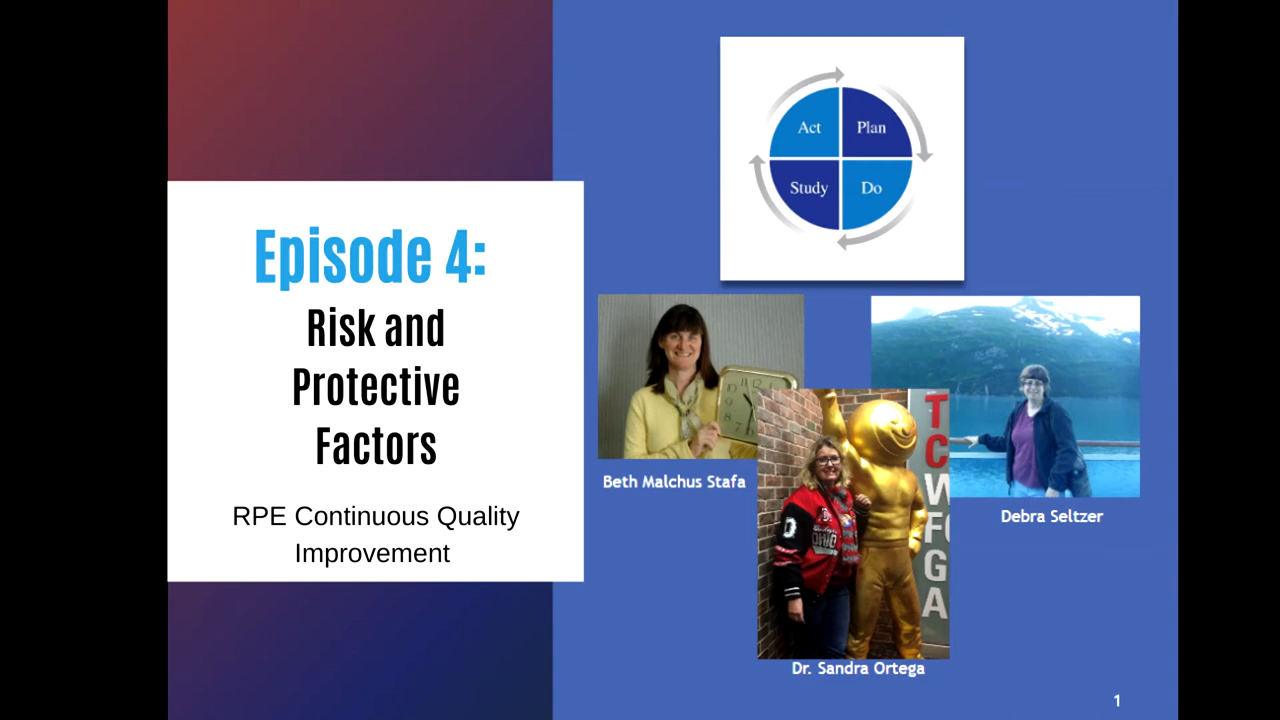 Episode 4:
Risk and
Protective
Factors
RPE Continuous Quality
Improvement
Act
Plan
Study
Do
Beth Malchus Stafa
Debra Seltzer
Dr. Sandra Ortega
OHIO
D
T
C
W
F
G
A
1